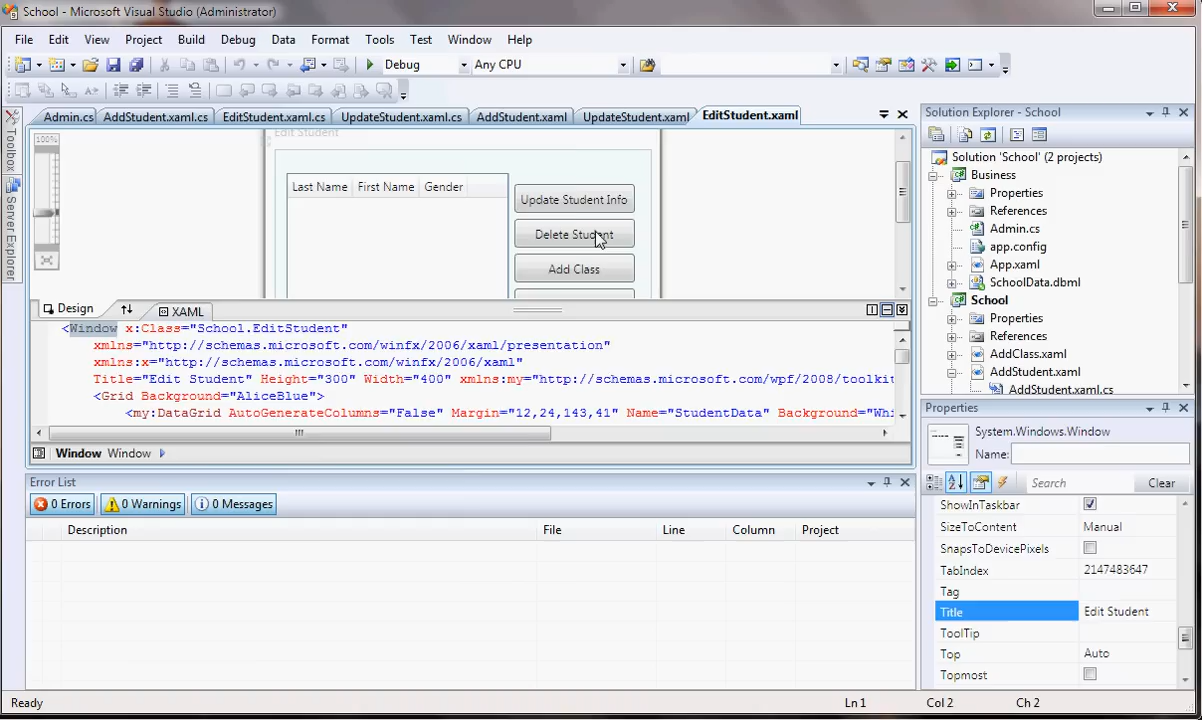 School - Microsoft Visual Studio (Administrator)
File Edit View Project Build Debug Data Format Tools Test Window Help
Debug Any CPU
Admin.cs AddStudent.xaml.cs EditStudent.xaml.cs UpdateStudent.xaml.cs AddStudent.xaml UpdateStudent.xaml EditStudent.xaml
Toolbox
Server Explorer
100%
Edit Student
Last Name First Name Gender
Update Student Info
Delete Student
Add Class
Design XAML
<Window x:Class="School.EditStudent"
xmlns="http://schemas.microsoft.com/winfx/2006/xaml/presentation"
xmlns:x="http://schemas.microsoft.com/winfx/2006/xaml"
Title="Edit Student" Height="300" Width="400" xmlns:my="http://schemas.microsoft.com/wpf/2008/toolkit
<Grid Background="AliceBlue">
<my:DataGrid AutoGenerateColumns="False" Margin="12,24,143,41" Name="StudentData" Background="Whi
Window Window
Error List
0 Errors 0 Warnings 0 Messages
Description File Line Column Project
Solution Explorer - School
Solution 'School' (2 projects)
Business
Properties
References
Admin.cs
app.config
App.xaml
SchoolData.dbml
School
Properties
References
AddClass.xaml
AddStudent.xaml
AddStudent.xaml.cs
Properties
System.Windows.Window
Name:
Search Clear
ShowInTaskbar
SizeToContent Manual
SnapsToDevicePixels
TabIndex 2147483647
Tag
Title Edit Student
ToolTip
Top Auto
Topmost
Ready Ln 1 Col 2 Ch 2